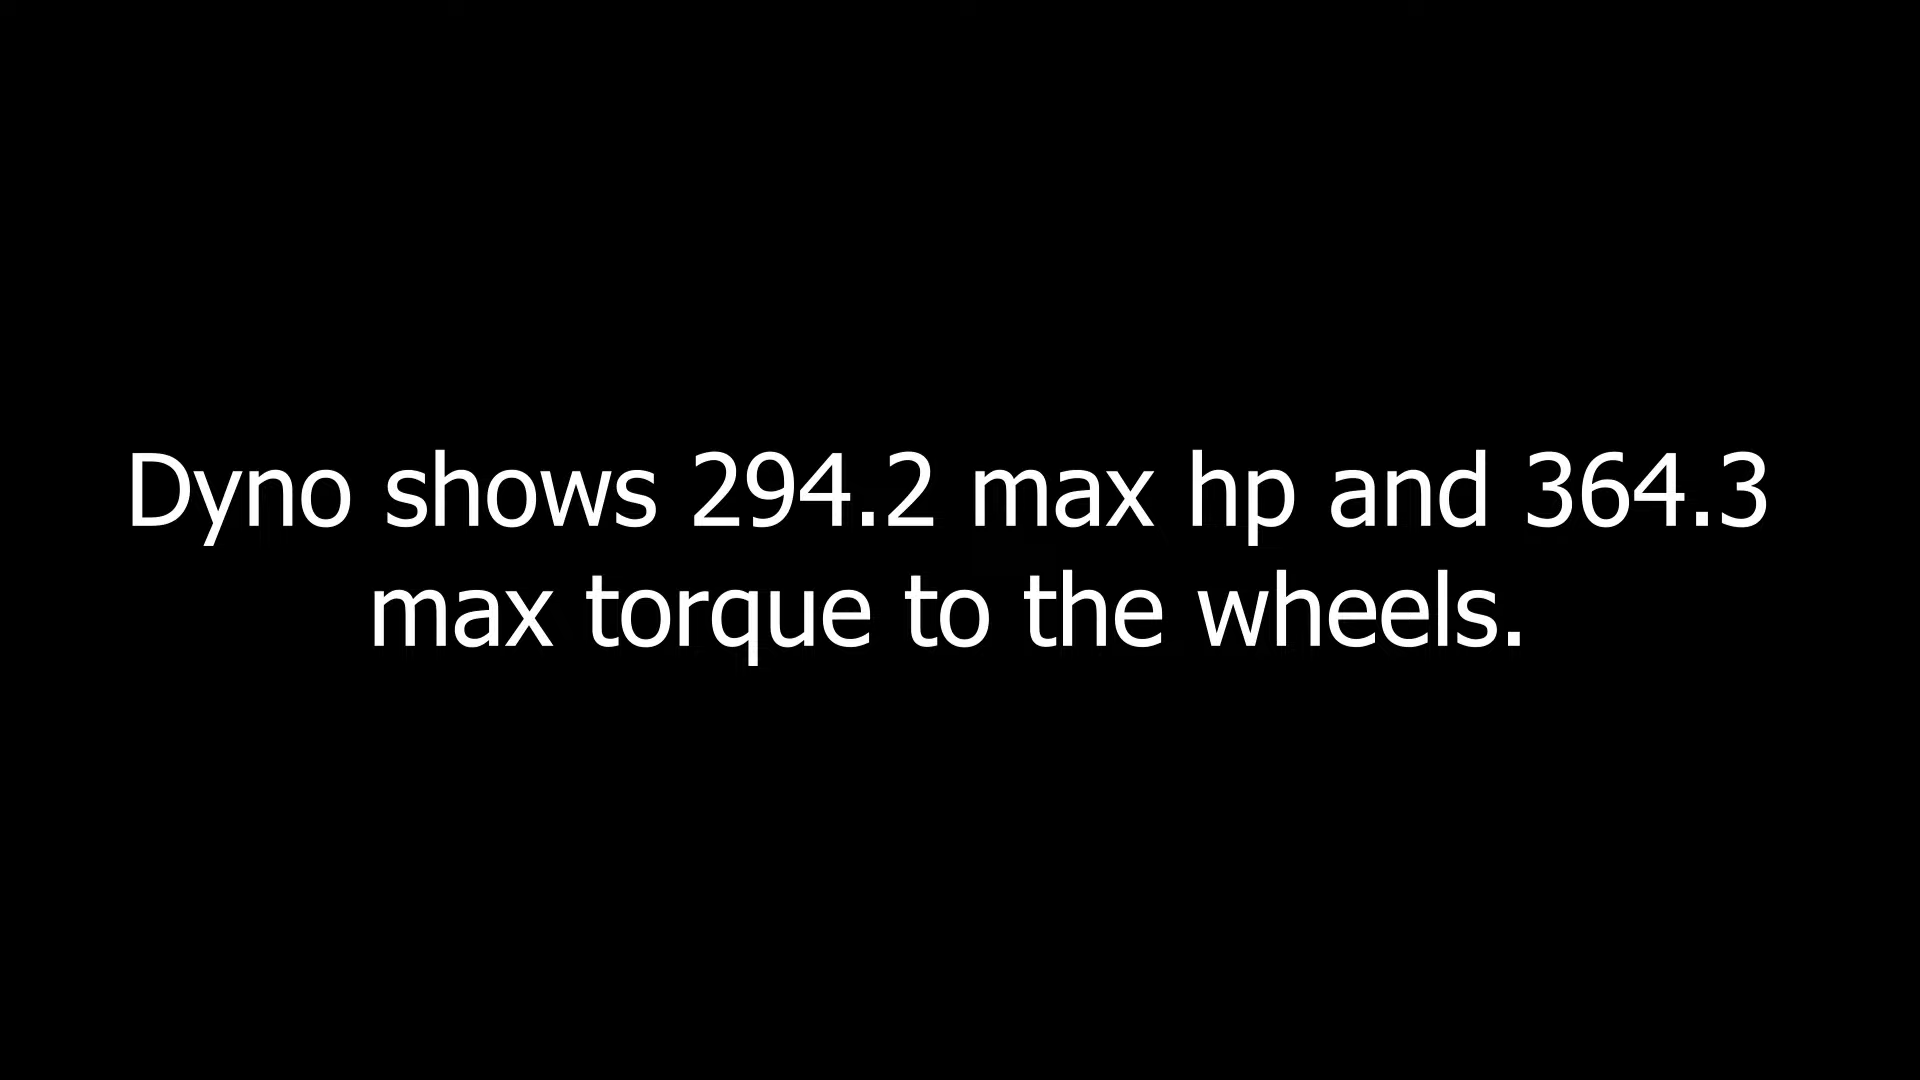 Dyno shows 294.2 max hp and 364.3
max torque to the wheels.